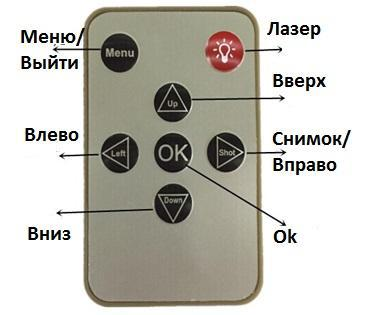 Меню/
Выйти
Menu
Лазер
Up
Вверх
Влево
Left
OK
Shot
Снимок/
Вправо
Down
Вниз
Ok